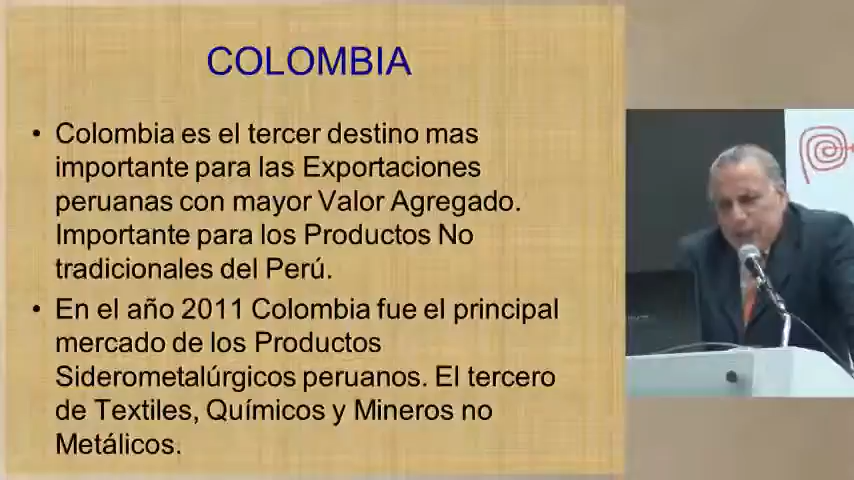 COLOMBIA
• Colombia es el tercer destino mas
importante para las Exportaciones
peruanas con mayor Valor Agregado.
Importante para los Productos No
tradicionales del Perú.
• En el año 2011 Colombia fue el principal
mercado de los Productos
Siderometalúrgicos peruanos. El tercero
de Textiles, Químicos y Mineros no
Metálicos.